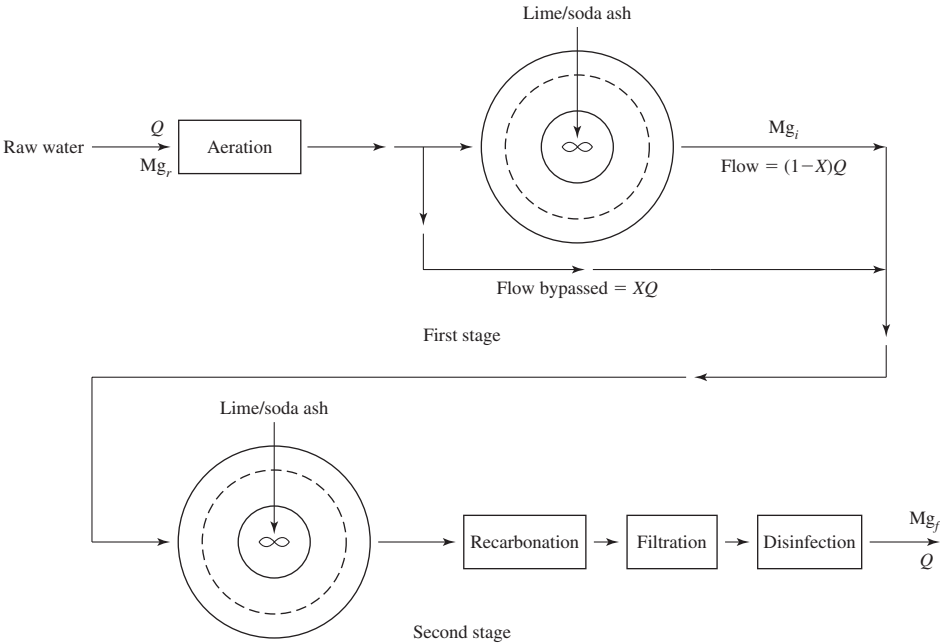 Lime/soda ash
Raw water
Q
Mg_r
Aeration
∞
Mg_i
Flow = (1−X)Q
Flow bypassed = XQ
First stage
Lime/soda ash
∞
Recarbonation
Filtration
Disinfection
Mg_f
Q
Second stage